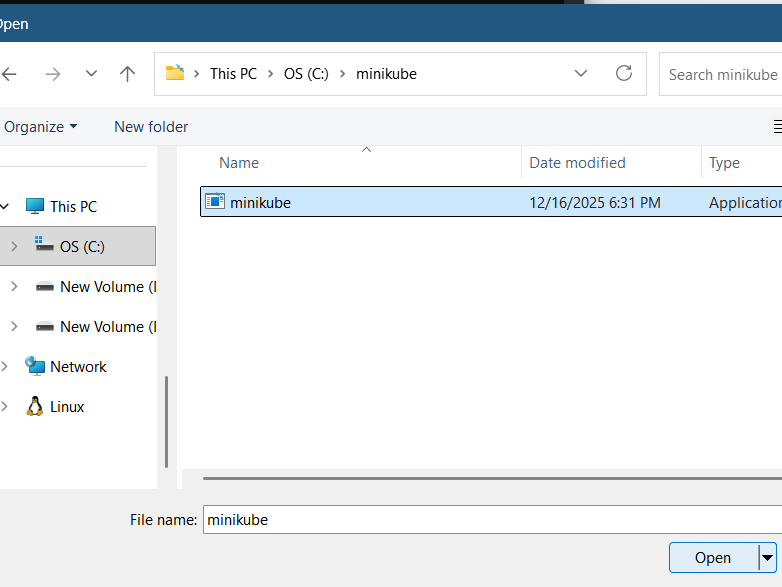 Open
This PC > OS (C:) > minikube
Search minikube
Organize
New folder
Name
Date modified
Type
This PC
OS (C:)
New Volume (
New Volume (
Network
Linux
minikube
12/16/2025 6:31 PM
Application
File name:
minikube
Open